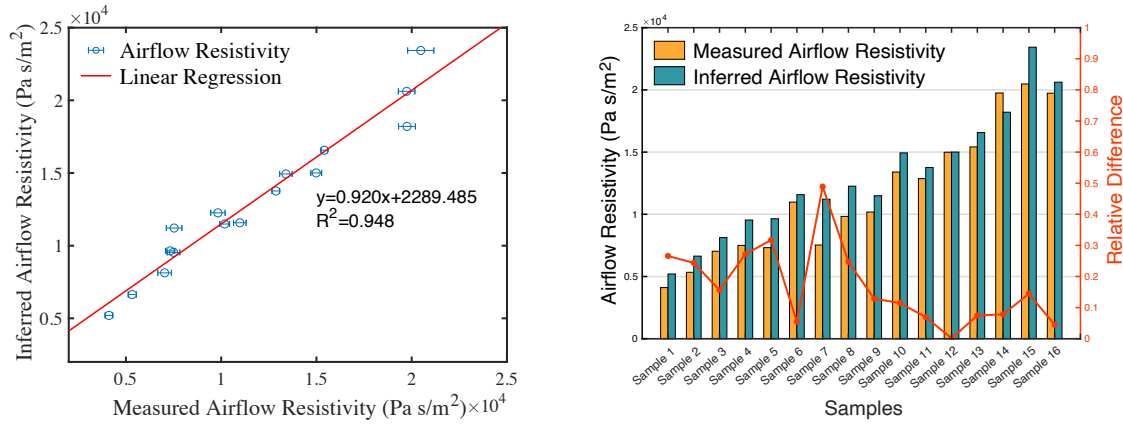 ×10⁴
2.5
2
1.5
1
0.5
Inferred Airflow Resistivity (Pa s/m²)
Airflow Resistivity
Linear Regression
y=0.920x+2289.485
R²=0.948
0.5
1
1.5
2
2.5
Measured Airflow Resistivity (Pa s/m²)
×10⁴
×10⁴
2.5
2.0
1.5
1.0
0.5
0
Airflow Resistivity (Pa s/m²)
Measured Airflow Resistivity
Inferred Airflow Resistivity
1
0.9
0.8
0.7
0.6
0.5
0.4
0.3
0.2
0.1
0
Relative Difference
Sample 1
Sample 2
Sample 3
Sample 4
Sample 5
Sample 6
Sample 7
Sample 8
Sample 9
Sample 10
Sample 11
Sample 12
Sample 13
Sample 14
Sample 15
Sample 16
Samples